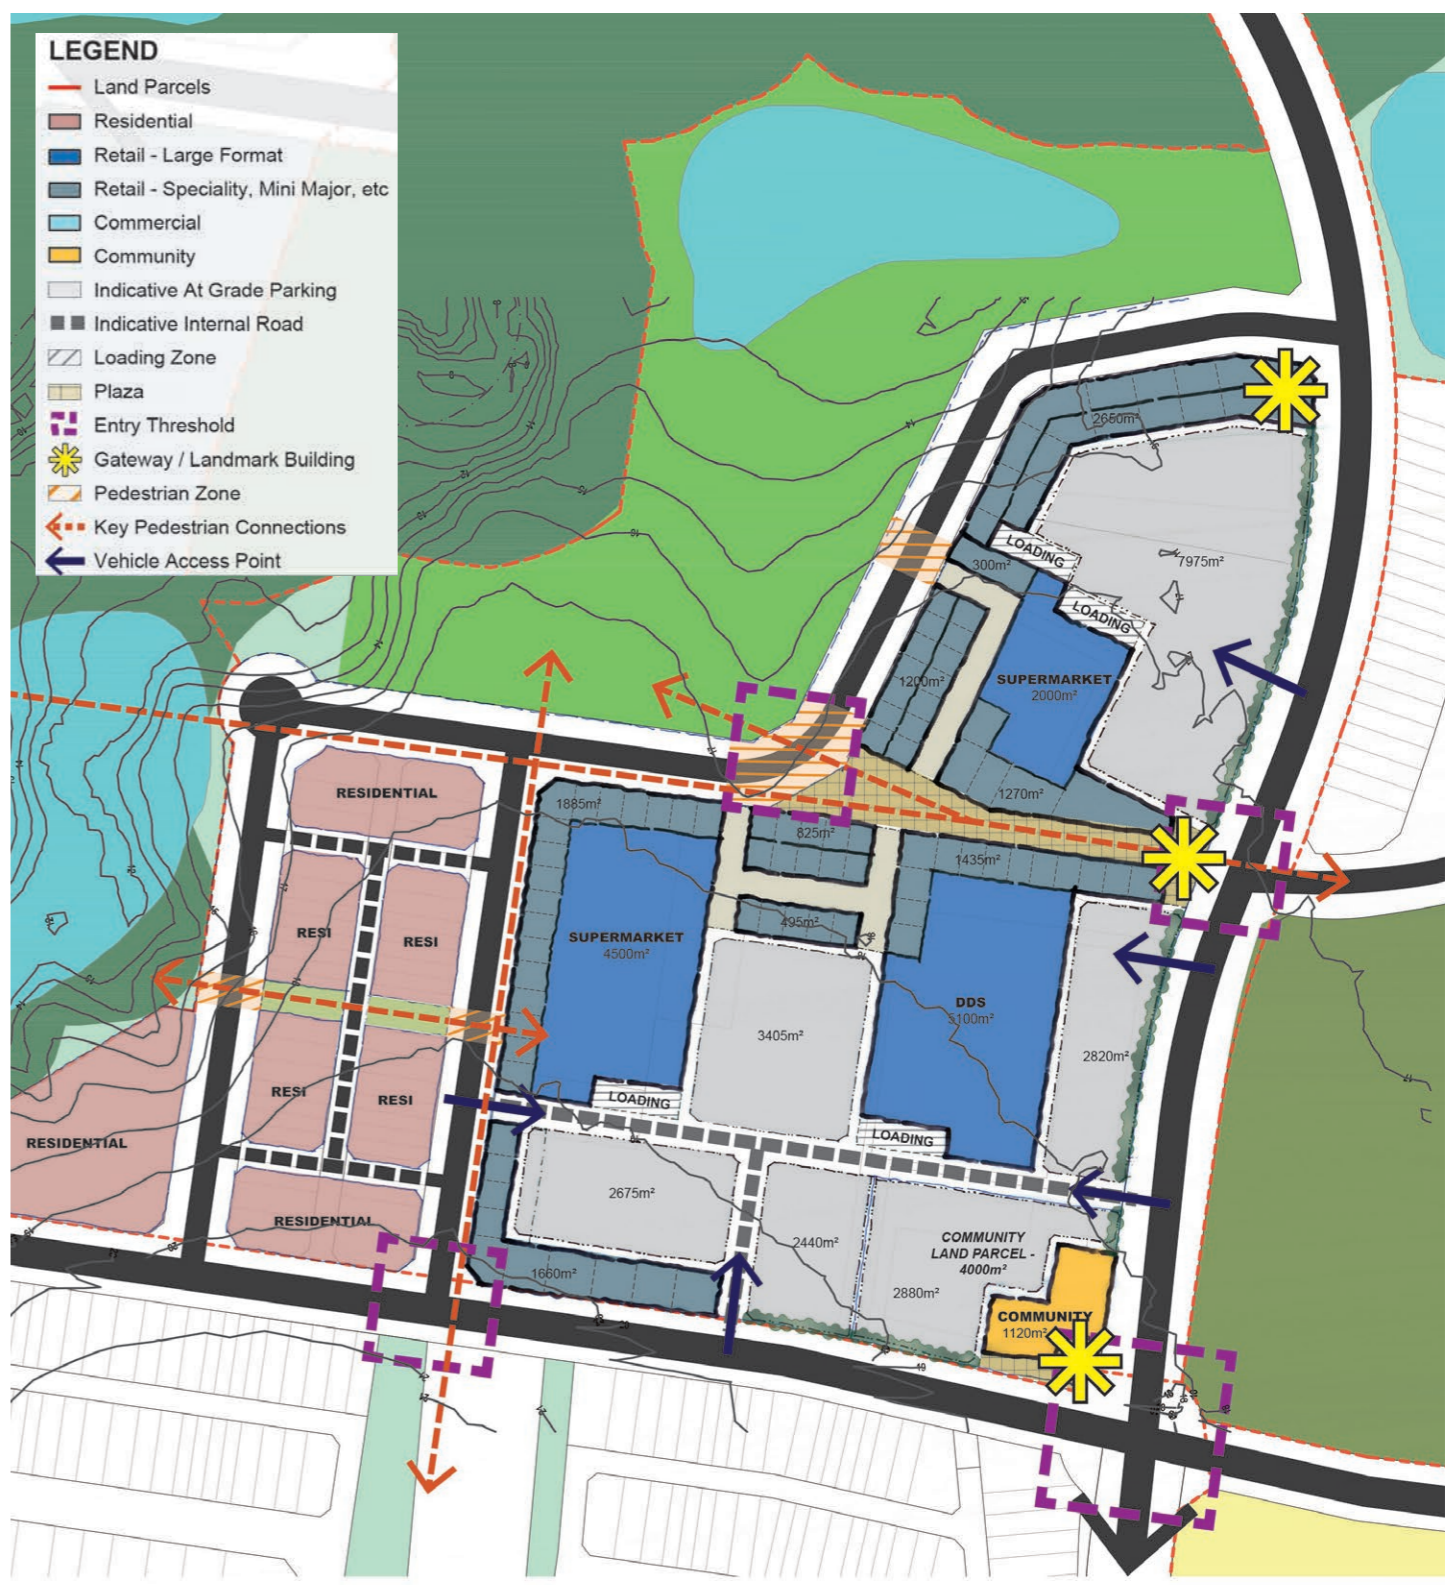 LEGEND
Land Parcels
Residential
Retail - Large Format
Retail - Speciality, Mini Major, etc
Commercial
Community
Indicative At Grade Parking
Indicative Internal Road
Loading Zone
Plaza
Entry Threshold
Gateway / Landmark Building
Pedestrian Zone
Key Pedestrian Connections
Vehicle Access Point
2650m²
LOADING
7975m²
300m²
LOADING
1200m²
SUPERMARKET
2000m²
1270m²
RESIDENTIAL
1885m²
825m²
1435m²
495m²
RESI
RESI
SUPERMARKET
4500m²
DDS
5100m²
3405m²
2820m²
RESI
RESI
LOADING
LOADING
RESIDENTIAL
2675m²
RESIDENTIAL
2440m²
COMMUNITY
LAND PARCEL -
4000m²
1660m²
2880m²
COMMUNITY
1120m²